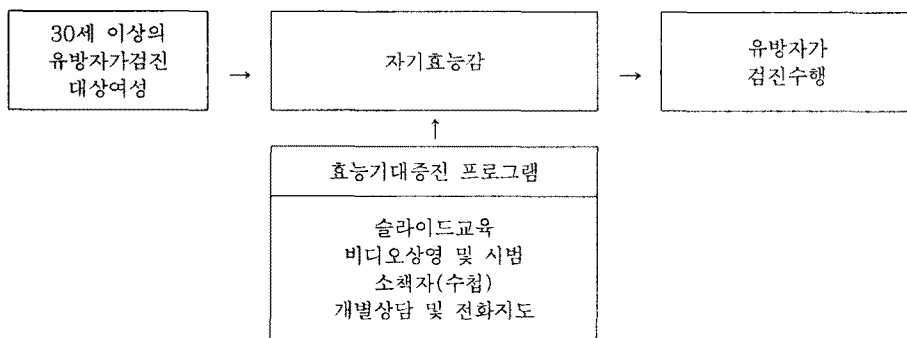 30세 이상의
유방자가검진
대상여성
→
자기효능감
→
유방자가
검진수행
↑
효능기대증진 프로그램
슬라이드교육
비디오상영 및 시범
소책자(수첩)
개별상담 및 전화지도